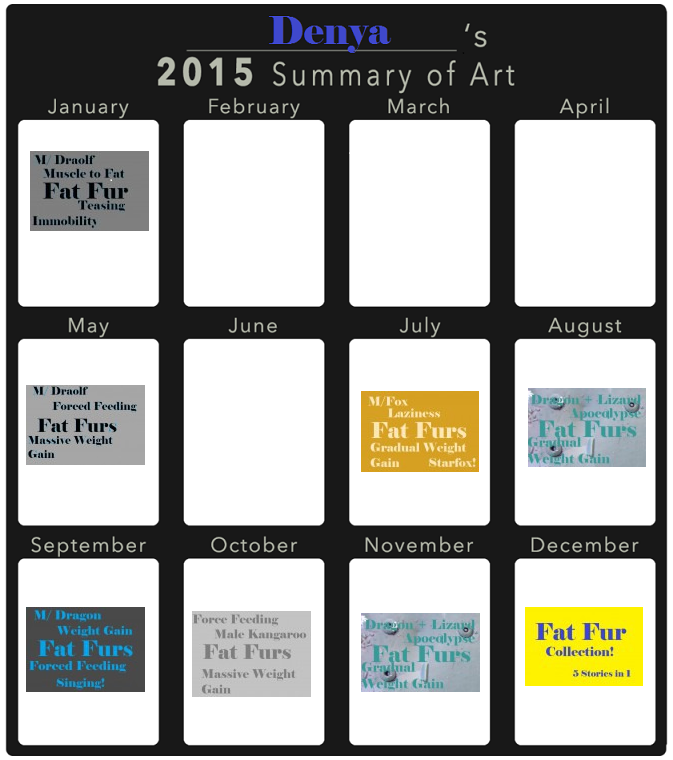 Denya 's
2015 Summary of Art
January February March April
M/ Draolf
Muscle to Fat
Fat Fur
Teasing
Immobility
May June July August
M/ Draolf
Forced Feeding
Fat Furs
Massive Weight
Gain
M/Fox
Laziness
Fat Furs
Gradual Weight
Gain Starfox!
Dragon + Lizard
Apocalypse
Fat Furs
Gradual
Weight Gain
September October November December
M/ Dragon
Weight Gain
Fat Furs
Forced Feeding
Singing!
Force Feeding
Male Kangaroo
Fat Furs
Massive Weight
Gain
Dragon + Lizard
Apocalypse
Fat Furs
Gradual
Weight Gain
Fat Fur
Collection!
5 Stories in 1